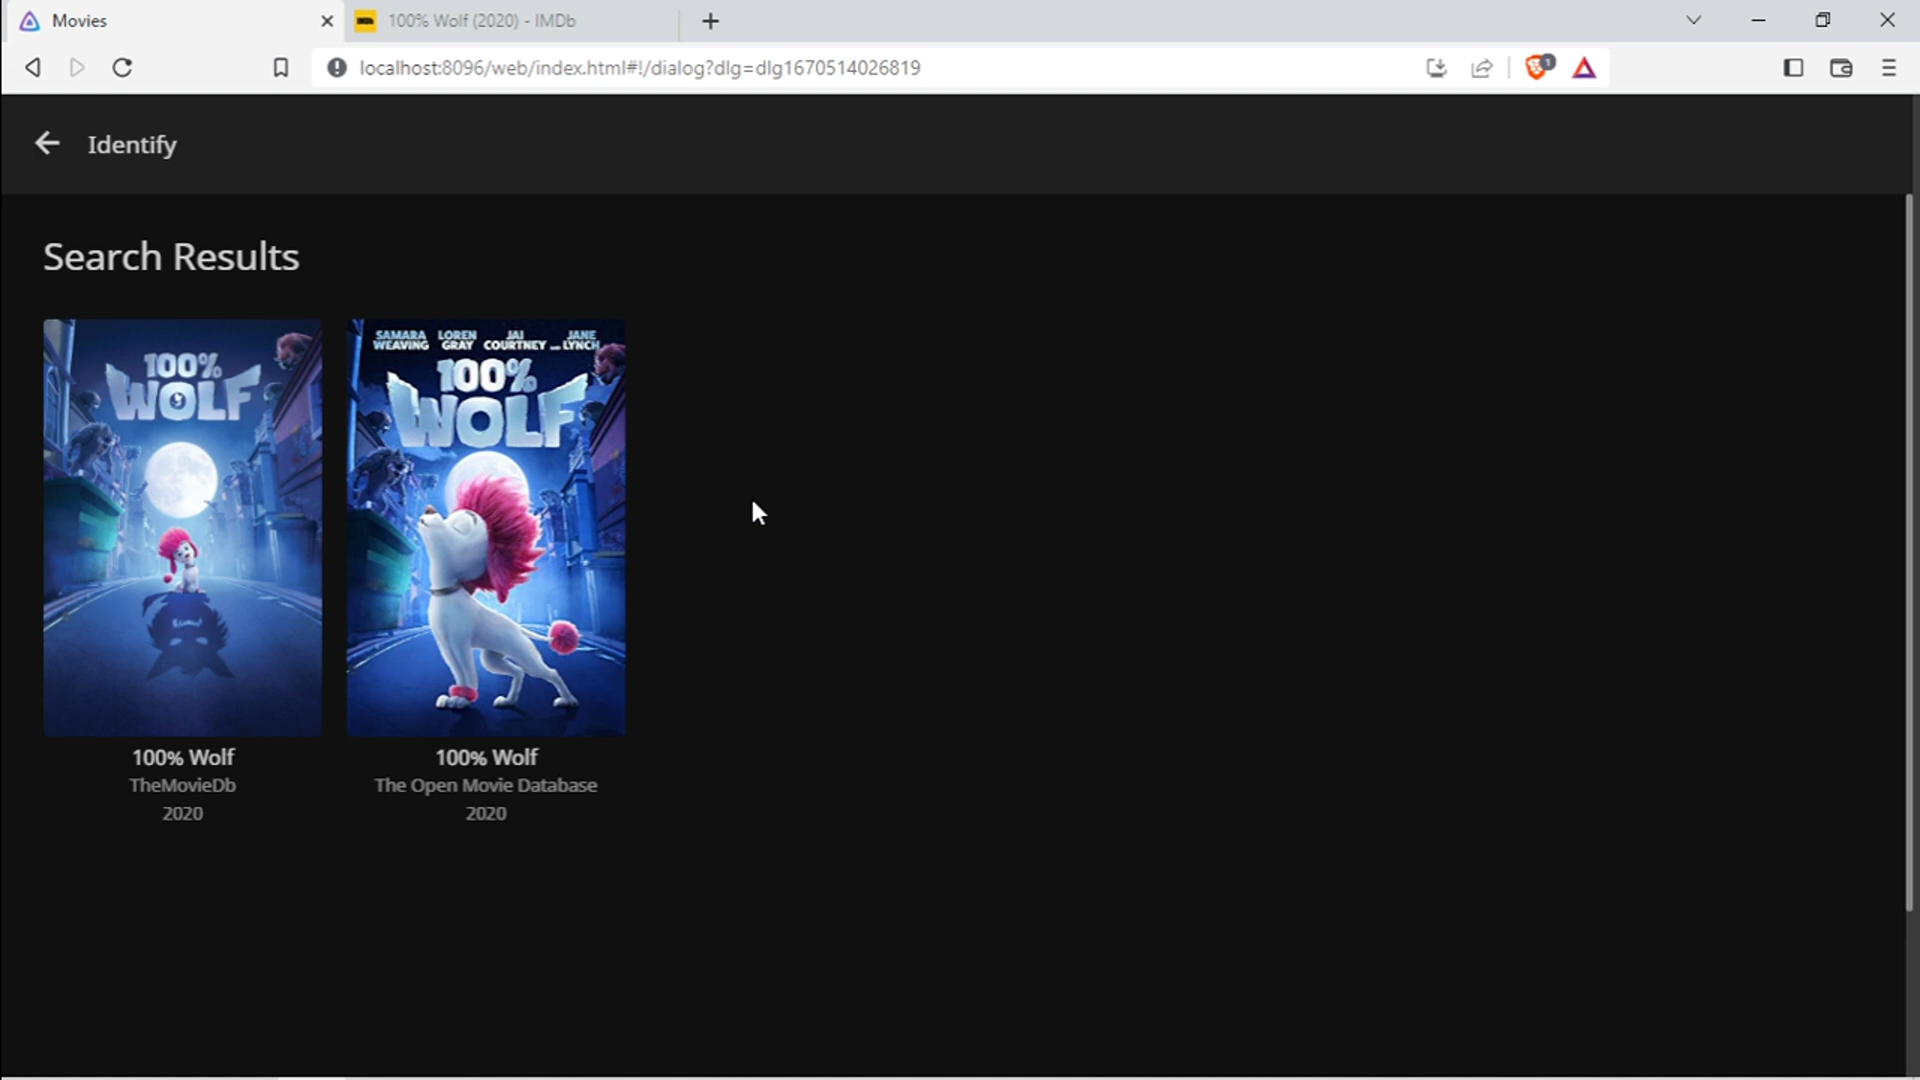 Movies
100% Wolf (2020) - IMDb
localhost:8096/web/index.html#!/dialog?dlg=dlg1670514026819
1
Identify
Search Results
100%
WOLF
SAMARA WEAVING LOREN GRAY JAI COURTNEY AND JANE LYNCH
100%
WOLF
100% Wolf
TheMovieDb
2020
100% Wolf
The Open Movie Database
2020